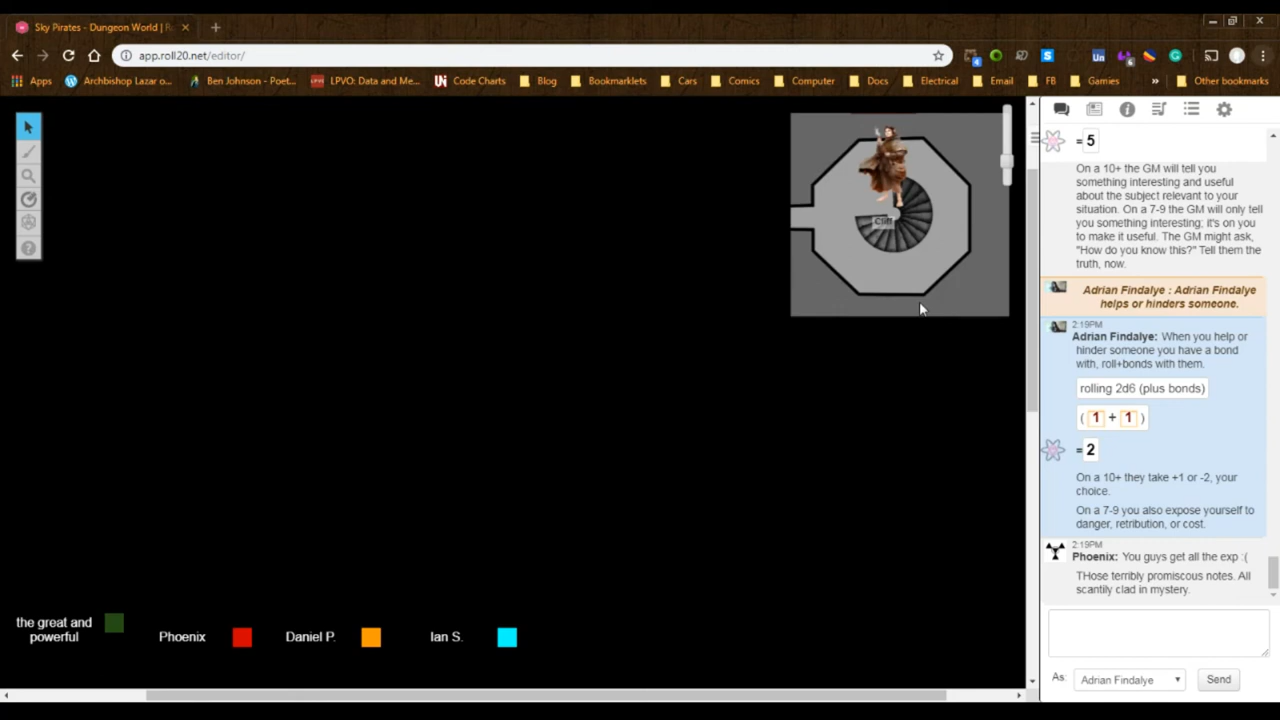 Sky Pirates - Dungeon World |
app.roll20.net/editor/
Apps Archbishop Lazar o... Ben Johnson - Poet... LPVO: Data and Me... Code Charts Blog Bookmarklets Cars Comics Computer Docs Electrical Email FB Games » Other bookmarks
= 5
On a 10+ the GM will tell you
something interesting and useful
about the subject relevant to your
situation. On a 7-9 the GM will only tell
you something interesting; it's on you
to make it useful. The GM might ask,
"How do you know this?" Tell them the
truth, now.
Adrian Findalye : Adrian Findalye
helps or hinders someone.
2:19PM
Adrian Findalye: When you help or
hinder someone you have a bond
with, roll+bonds with them.
rolling 2d6 (plus bonds)
( 1 + 1 )
= 2
On a 10+ they take +1 or -2, your
choice.
On a 7-9 you also expose yourself to
danger, retribution, or cost.
2:19PM
Phoenix: You guys get all the exp :(
THose terribly promiscous notes. All
scantily clad in mystery.
As: Adrian Findalye Send
Cliff
the great and
powerful
Phoenix
Daniel P.
Ian S.